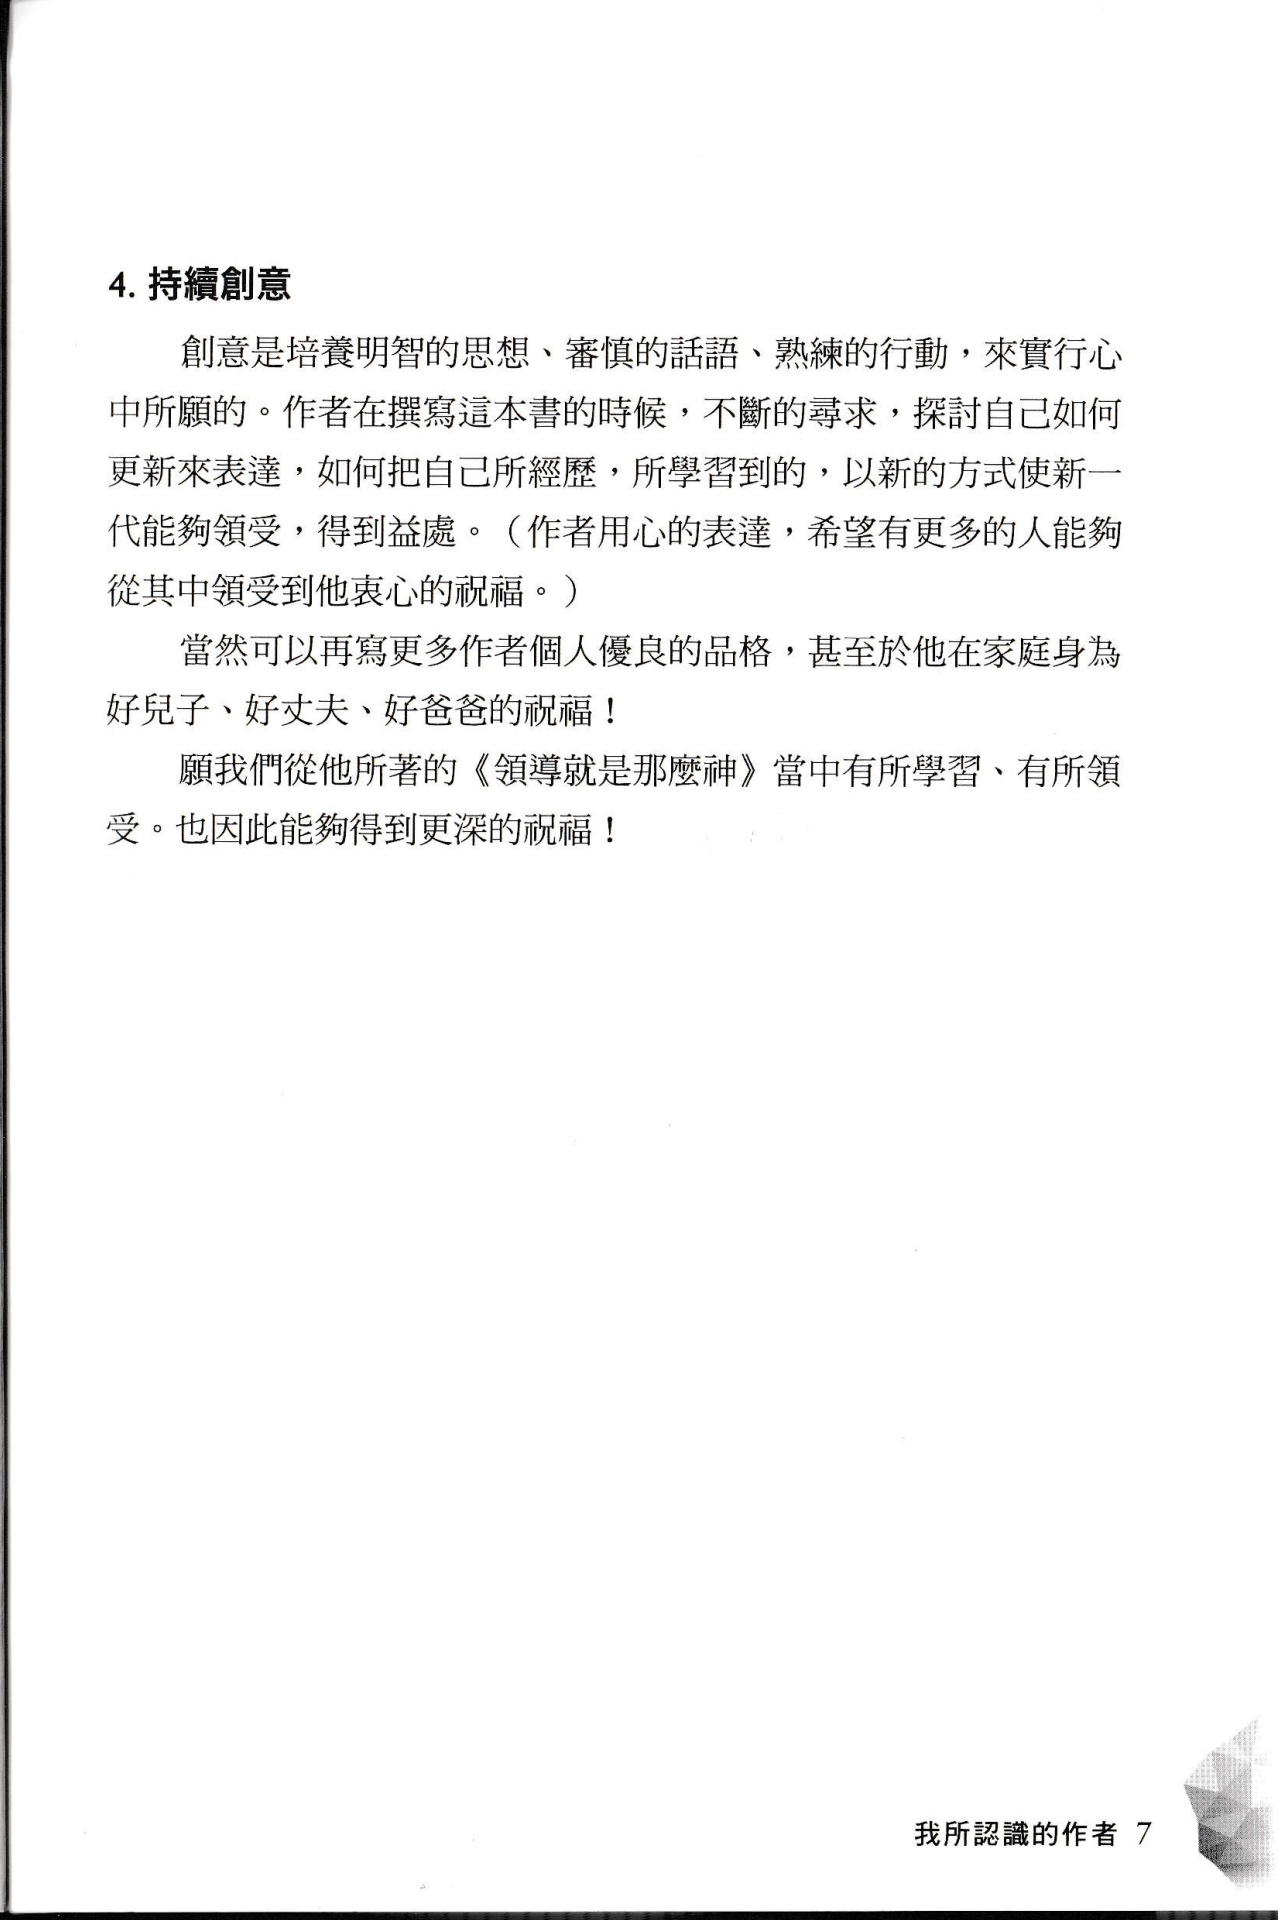 4. 持續創意
創意是培養明智的思想、審慎的話語、熟練的行動，來實行心
中所願的。作者在撰寫這本書的時候，不斷的尋求，探討自己如何
更新來表達，如何把自己所經歷，所學習到的，以新的方式使新一
代能夠領受，得到益處。（作者用心的表達，希望有更多的人能夠
從其中領受到他衷心的祝福。）
當然可以再寫更多作者個人優良的品格，甚至於他在家庭身為
好兒子、好丈夫、好爸爸的祝福！
願我們從他所著的《領導就是那麼神》當中有所學習、有所領
受。也因此能夠得到更深的祝福！
我所認識的作者 7